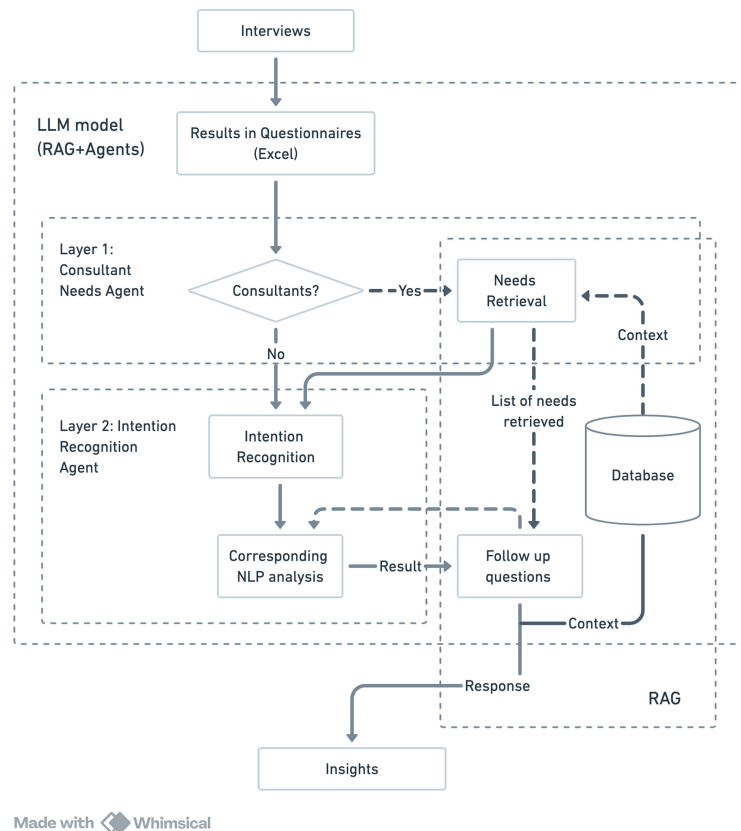 Interviews
LLM model
(RAG+Agents)
Results in Questionnaires
(Excel)
Layer 1:
Consultant
Needs Agent
Consultants?
Yes
Needs
Retrieval
Context
No
List of needs
retrieved
Layer 2: Intention
Recognition
Agent
Intention
Recognition
Database
Corresponding
NLP analysis
Result
Follow up
questions
Context
Response
RAG
Insights
Made with Whimsical